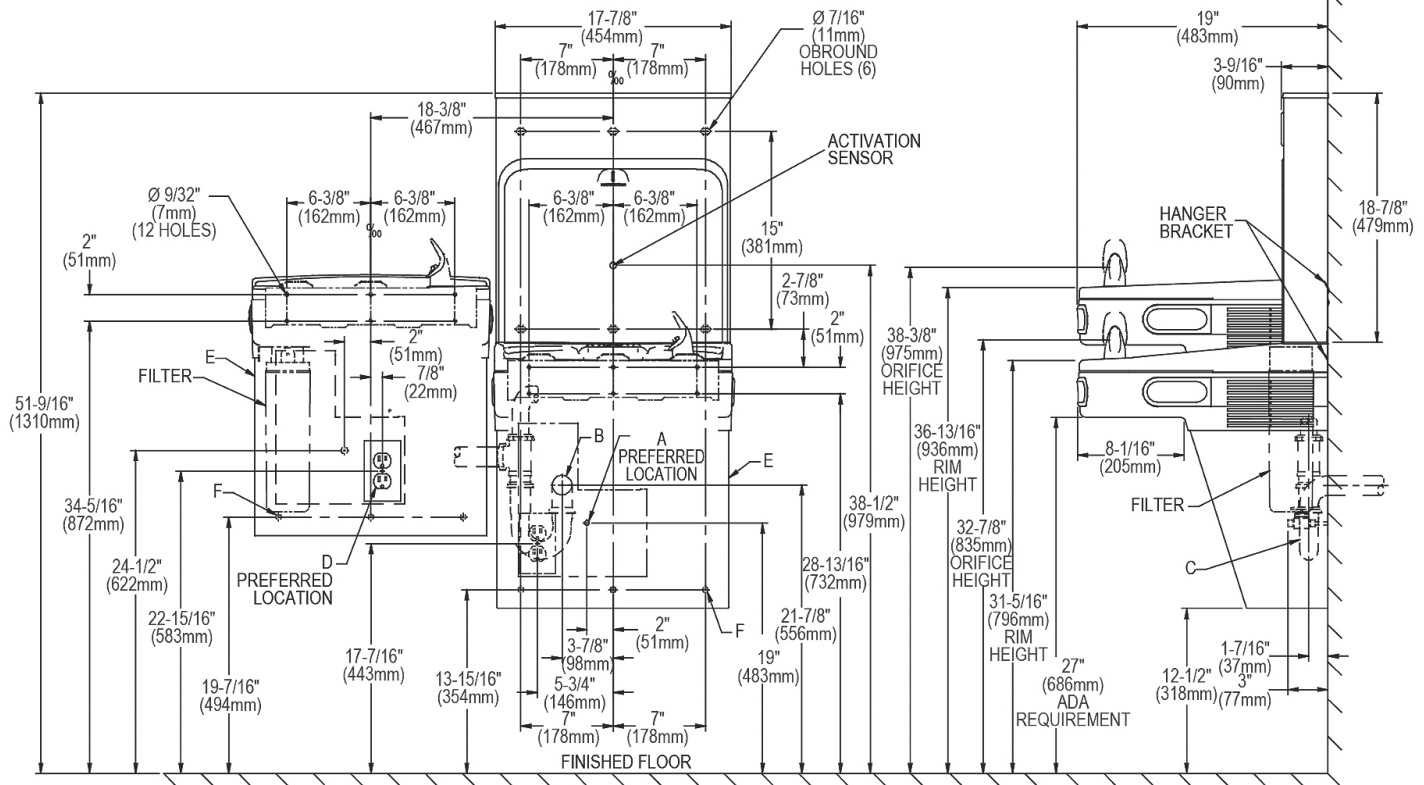 17-7/8"
(454mm)
7"
(178mm)
7"
(178mm)
%
Ø 7/16"
(11mm)
OBROUND
HOLES (6)
19"
(483mm)
3-9/16"
(90mm)
18-3/8"
(467mm)
ACTIVATION
SENSOR
Ø 9/32"
(7mm)
(12 HOLES)
6-3/8"
(162mm)
6-3/8"
(162mm)
%
6-3/8"
(162mm)
6-3/8"
(162mm)
15"
(381mm)
HANGER
BRACKET
18-7/8"
(479mm)
2"
(51mm)
2-7/8"
(73mm)
2"
(51mm)
2"
(51mm)
7/8"
(22mm)
E
FILTER
38-3/8"
(975mm)
ORIFICE
HEIGHT
51-9/16"
(1310mm)
36-13/16"
(936mm)
RIM
HEIGHT
B
A
PREFERRED
LOCATION
E
8-1/16"
(205mm)
FILTER
34-5/16"
(872mm)
F
38-1/2"
(979mm)
32-7/8"
(835mm)
ORIFICE
HEIGHT
24-1/2"
(622mm)
D
PREFERRED
LOCATION
28-13/16"
(732mm)
C
22-15/16"
(583mm)
21-7/8"
(556mm)
31-5/16"
(796mm)
RIM
HEIGHT
F
2"
(51mm)
3-7/8"
(98mm)
19"
(483mm)
17-7/16"
(443mm)
13-15/16"
(354mm)
5-3/4"
(146mm)
19-7/16"
(494mm)
27"
(686mm)
ADA
REQUIREMENT
12-1/2"
(318mm)
1-7/16"
(37mm)
3"
(77mm)
7"
(178mm)
7"
(178mm)
FINISHED FLOOR